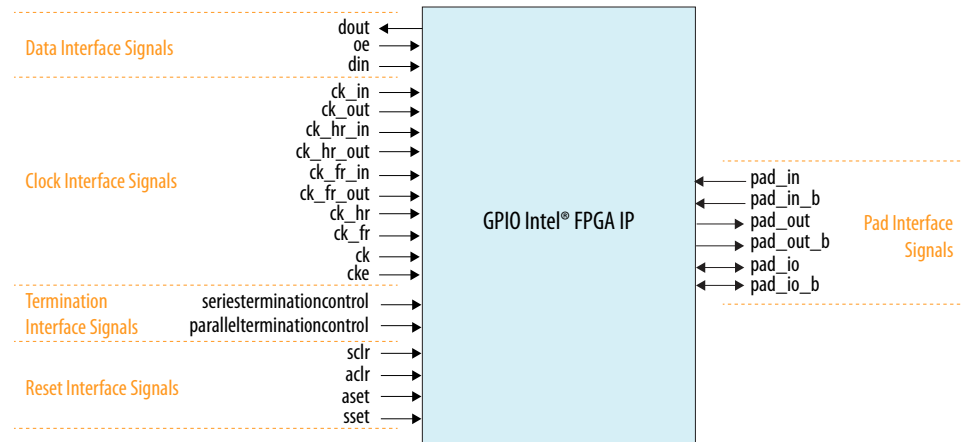 Data Interface Signals
dout
oe
din
Clock Interface Signals
ck_in
ck_out
ck_hr_in
ck_hr_out
ck_fr_in
ck_fr_out
ck_hr
ck_fr
ck
cke
Termination
Interface Signals
seriesterminationcontrol
parallelterminationcontrol
Reset Interface Signals
sclr
aclr
aset
sset
GPIO Intel® FPGA IP
pad_in
pad_in_b
pad_out
pad_out_b
pad_io
pad_io_b
Pad Interface
Signals